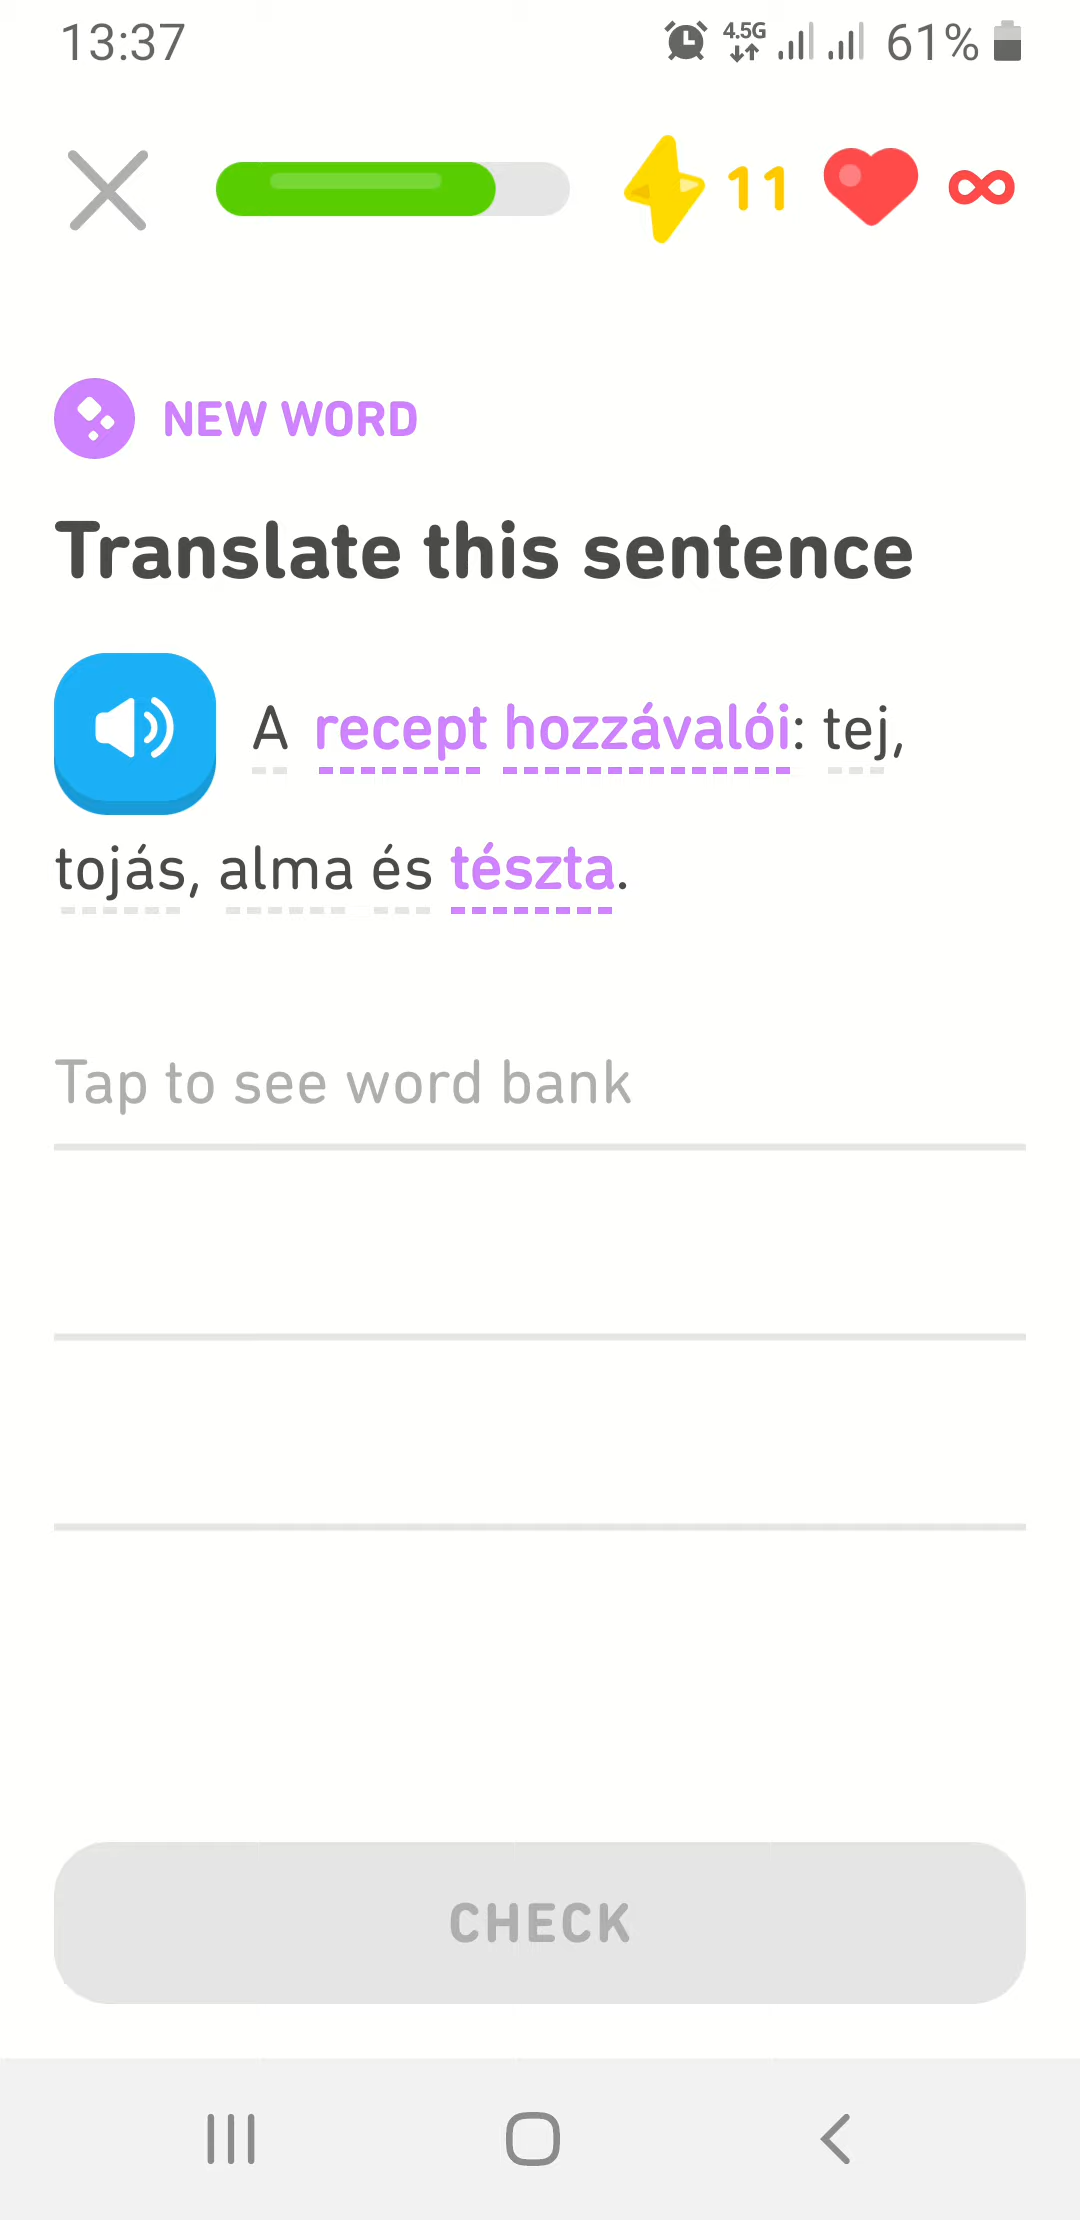 13:37 4.5G 61%
11
NEW WORD
Translate this sentence
A recept hozzávalói: tej,
tojás, alma és tészta.
Tap to see word bank
CHECK